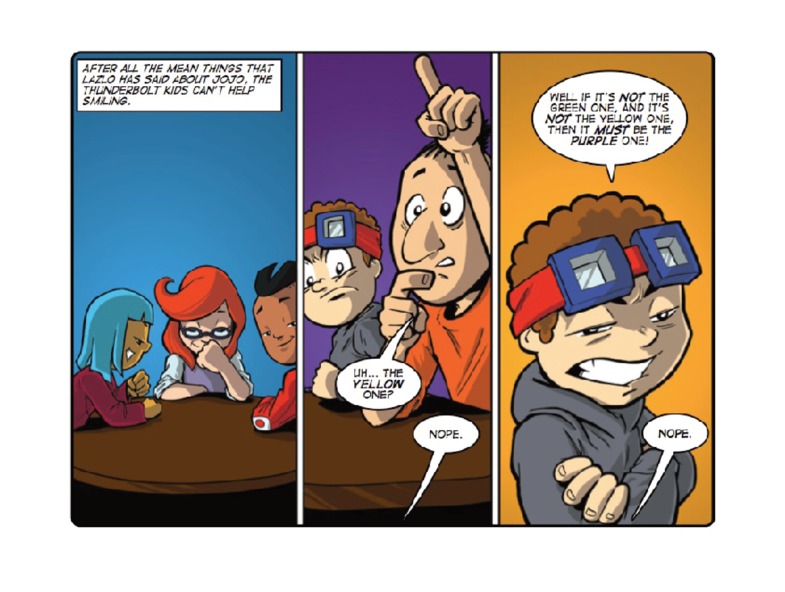 AFTER ALL THE MEAN THINGS THAT
LAZLO HAS SAID ABOUT JOJO, THE
THUNDERBOLT KIDS CAN'T HELP
SMILING.
UH... THE
YELLOW
ONE?
NOPE.
WELL IF IT'S NOT THE
GREEN ONE, AND IT'S
NOT THE YELLOW ONE,
THEN IT MUST BE THE
PURPLE ONE!
NOPE.